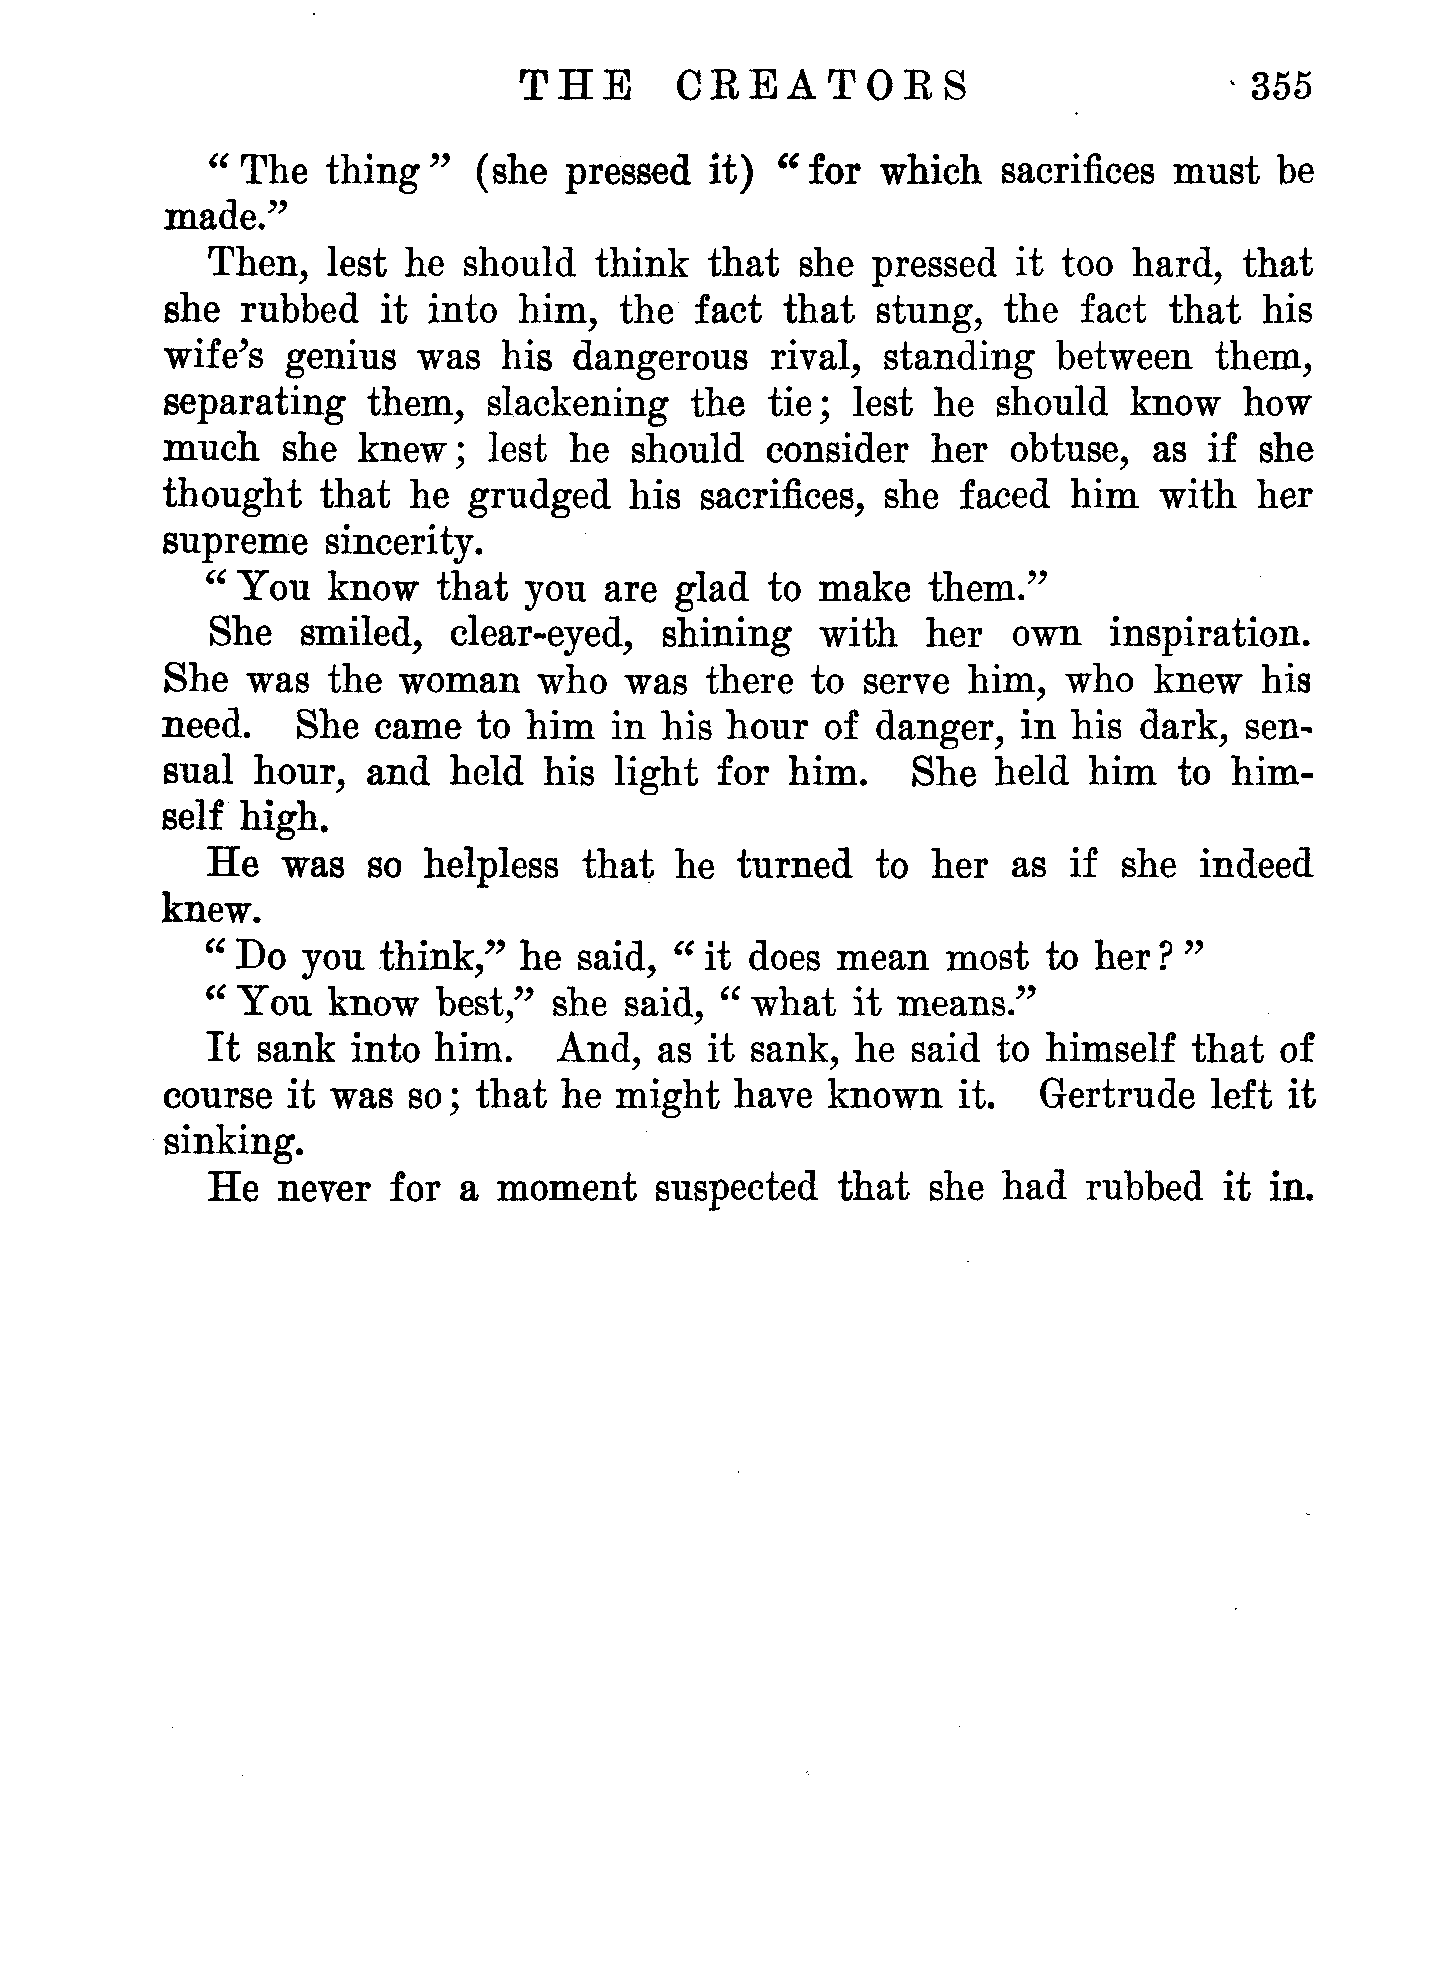 THE CREATORS 355
“The thing” (she pressed it) “for which sacrifices must be
made.”
Then, lest he should think that she pressed it too hard, that
she rubbed it into him, the fact that stung, the fact that his
wife’s genius was his dangerous rival, standing between them,
separating them, slackening the tie; lest he should know how
much she knew; lest he should consider her obtuse, as if she
thought that he grudged his sacrifices, she faced him with her
supreme sincerity.
“You know that you are glad to make them.”
She smiled, clear-eyed, shining with her own inspiration.
She was the woman who was there to serve him, who knew his
need. She came to him in his hour of danger, in his dark, sen-
sual hour, and held his light for him. She held him to him-
self high.
He was so helpless that he turned to her as if she indeed
knew.
“Do you think,” he said, “it does mean most to her?”
“You know best,” she said, “what it means.”
It sank into him. And, as it sank, he said to himself that of
course it was so; that he might have known it. Gertrude left it
sinking.
He never for a moment suspected that she had rubbed it in.